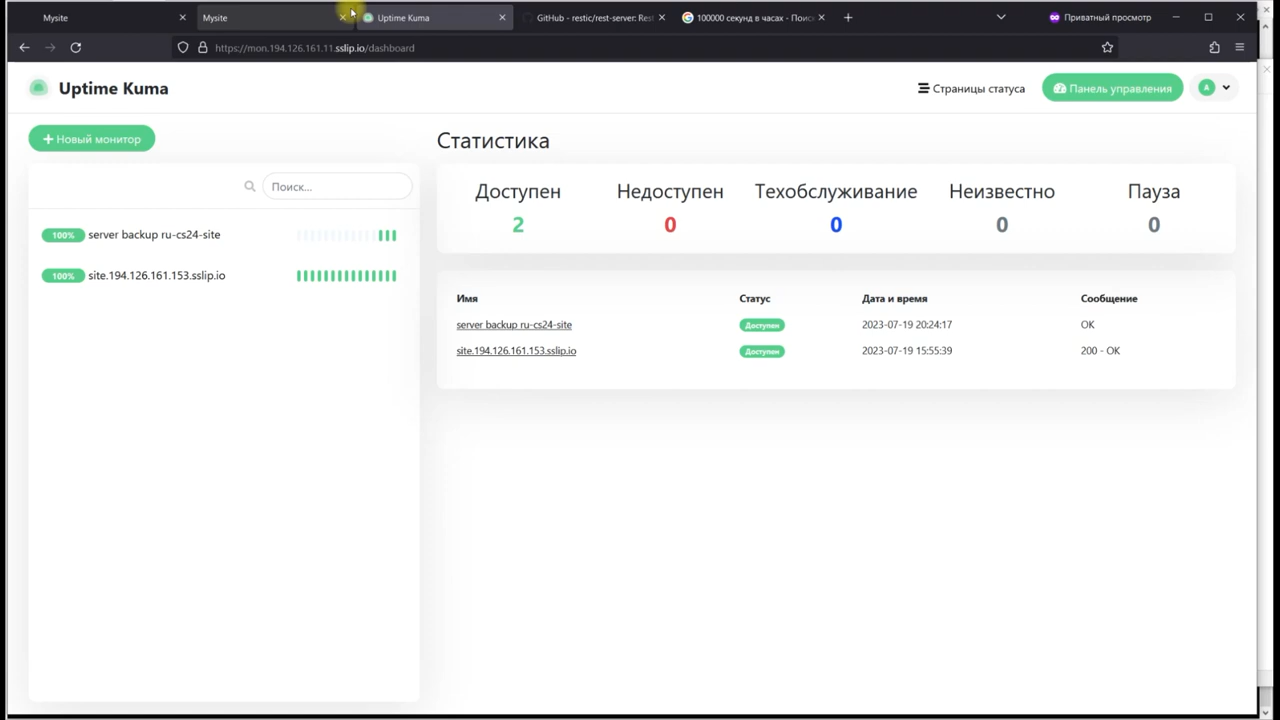 Mysite
Mysite
Uptime Kuma
GitHub - restic/rest-server: Rest
100000 секунд в часах - Поис
Приватный просмотр
https://mon.194.126.161.11.sslip.io/dashboard
Uptime Kuma
Страницы статуса
Панель управления
A
Новый монитор
Поиск...
100% server backup ru-cs24-site
100% site.194.126.161.153.sslip.io
Статистика
Доступен Недоступен Техобслуживание Неизвестно Пауза
2 0 0 0 0
Имя Статус Дата и время Сообщение
server backup ru-cs24-site Доступен 2023-07-19 20:24:17 OK
site.194.126.161.153.sslip.io Доступен 2023-07-19 15:55:39 200 - OK